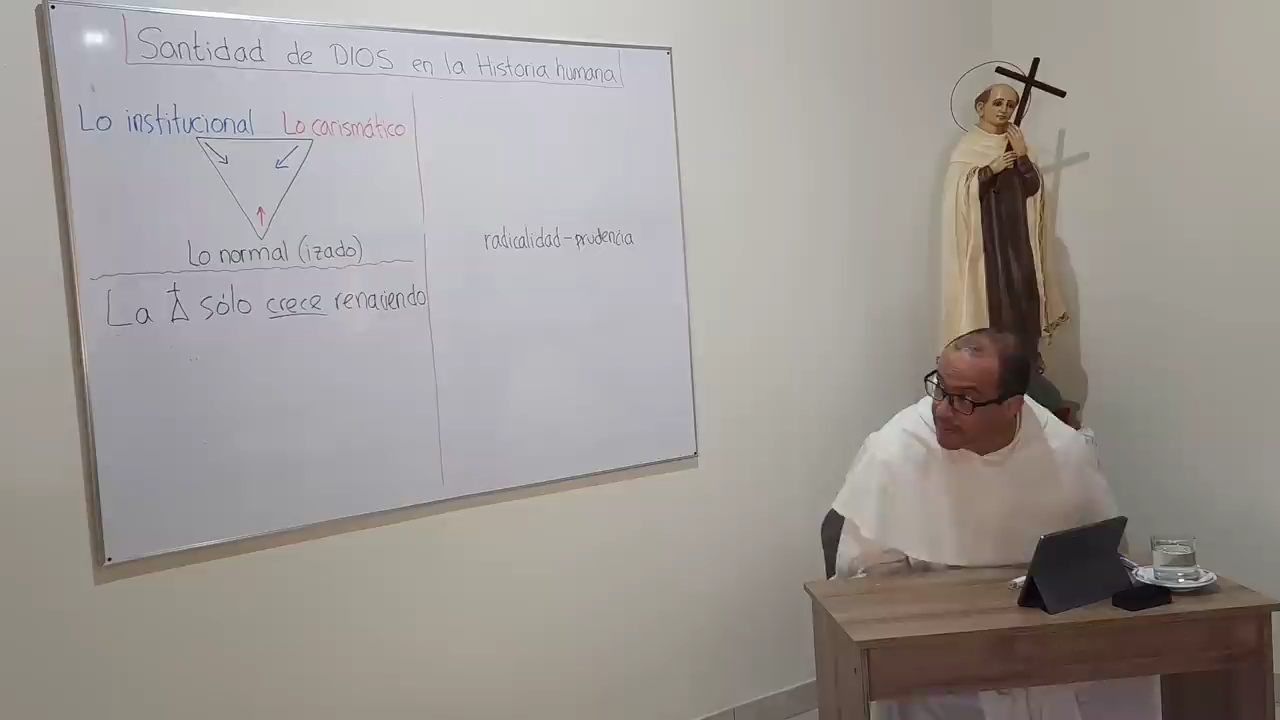 Santidad de DIOS en la Historia humana
Lo institucional Lo carismático
Lo normal (izado)
La sólo crece renaciendo
radicalidad-prudencia